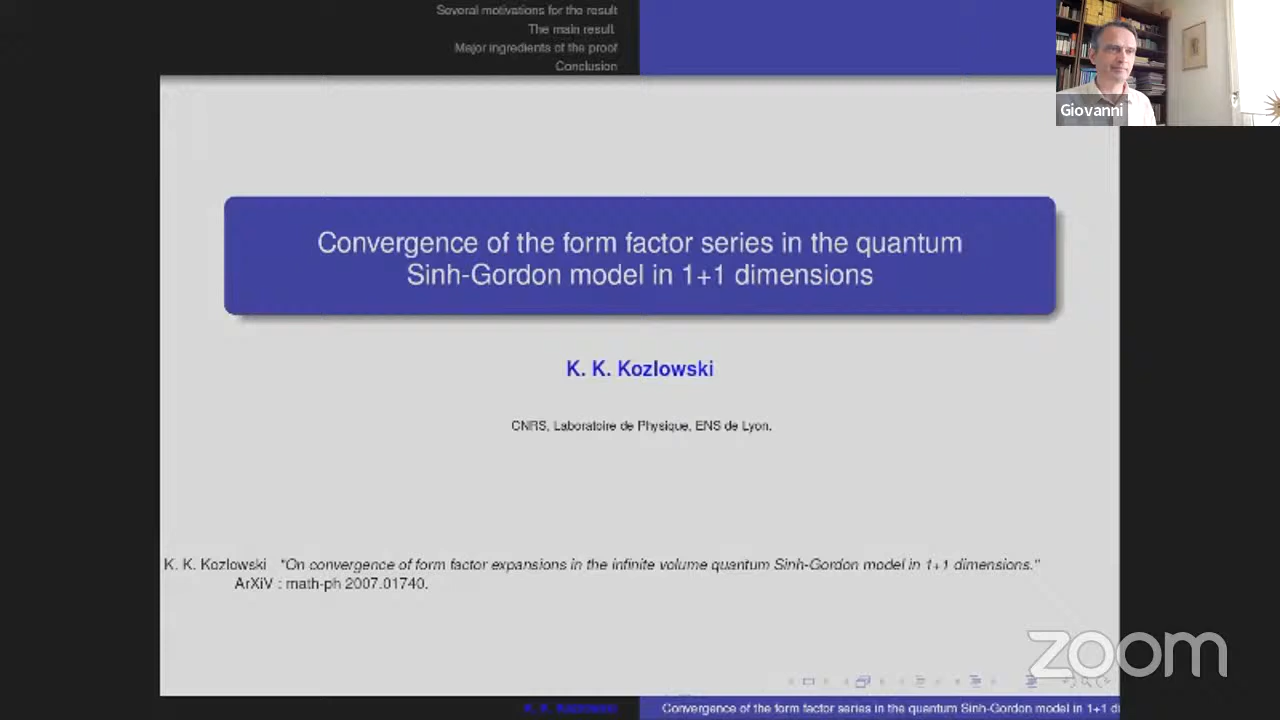 Several motivations for the result
The main result
Major ingredients of the proof
Conclusion
Giovanni
Convergence of the form factor series in the quantum
Sinh-Gordon model in 1+1 dimensions
K. K. Kozlowski
CNRS, Laboratoire de Physique, ENS de Lyon.
K. K. Kozlowski "On convergence of form factor expansions in the infinite volume quantum Sinh-Gordon model in 1+1 dimensions."
ArXiV : math-ph 2007.01740.
zoom
K. K. Kozlowski
Convergence of the form factor series in the quantum Sinh-Gordon model in 1+1 di